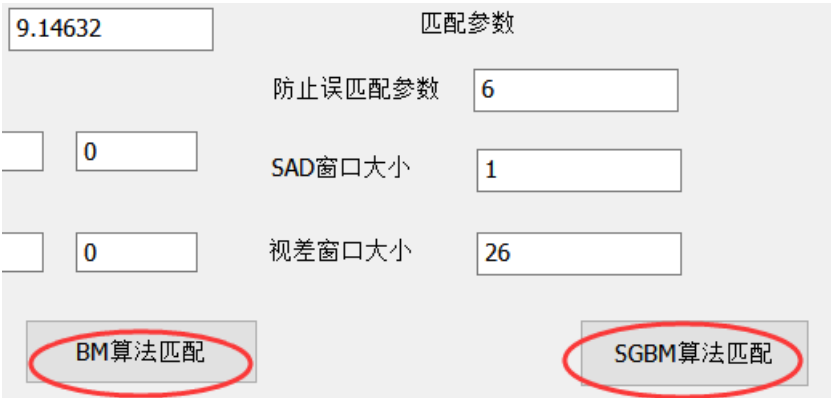 9.14632 匹配参数
防止误匹配参数 6
0 SAD窗口大小 1
0 视差窗口大小 26
BM算法匹配 SGBM算法匹配